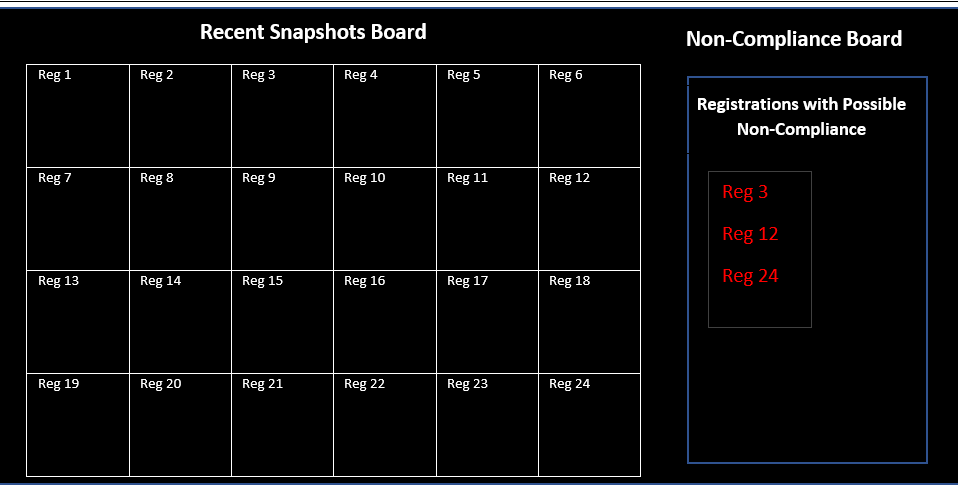 Recent Snapshots Board
Non-Compliance Board
Reg 1
Reg 2
Reg 3
Reg 4
Reg 5
Reg 6
Reg 7
Reg 8
Reg 9
Reg 10
Reg 11
Reg 12
Reg 13
Reg 14
Reg 15
Reg 16
Reg 17
Reg 18
Reg 19
Reg 20
Reg 21
Reg 22
Reg 23
Reg 24
Registrations with Possible
Non-Compliance
Reg 3
Reg 12
Reg 24